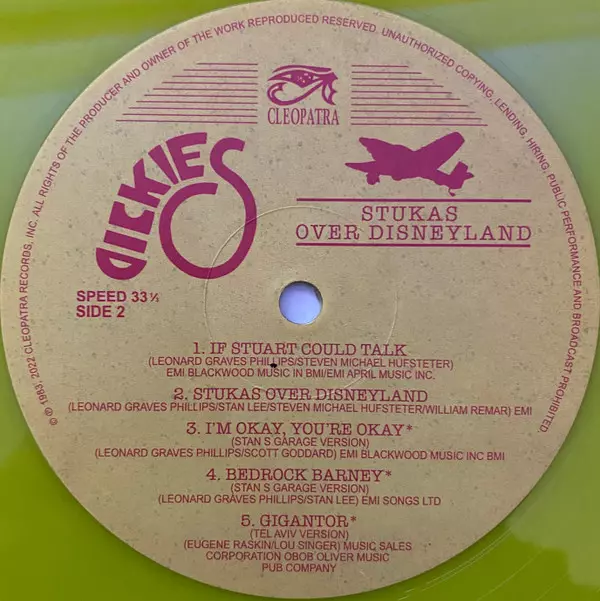 © ℗ 1983, 2022 CLEOPATRA RECORDS, INC. ALL RIGHTS OF THE PRODUCER AND OWNER OF THE WORK REPRODUCED RESERVED. UNAUTHORIZED COPYING, LENDING, HIRING, PUBLIC PERFORMANCE AND BROADCAST PROHIBITED
CLEOPATRA
DICKIES
STUKAS
OVER DISNEYLAND
SPEED 33 ⅓
SIDE 2
1. IF STUART COULD TALK
(LEONARD GRAVES PHILLIPS/STEVEN MICHAEL HUFSTETER)
EMI BLACKWOOD MUSIC IN BMI/EMI APRIL MUSIC INC.
2. STUKAS OVER DISNEYLAND
(LEONARD GRAVES PHILLIPS/STAN LEE/STEVEN MICHAEL HUFSTETER/WILLIAM REMAR) EMI
3. I'M OKAY, YOU'RE OKAY*
(STAN S GARAGE VERSION)
(LEONARD GRAVES PHILLIPS/SCOTT GODDARD) EMI BLACKWOOD MUSIC INC BMI
4. BEDROCK BARNEY*
(STAN S GARAGE VERSION)
(LEONARD GRAVES PHILLIPS/STAN LEE) EMI SONGS LTD
5. GIGANTOR*
(TEL AVIV VERSION)
(EUGENE RASKIN/LOU SINGER) MUSIC SALES
CORPORATION OBOB OLIVER MUSIC
PUB COMPANY